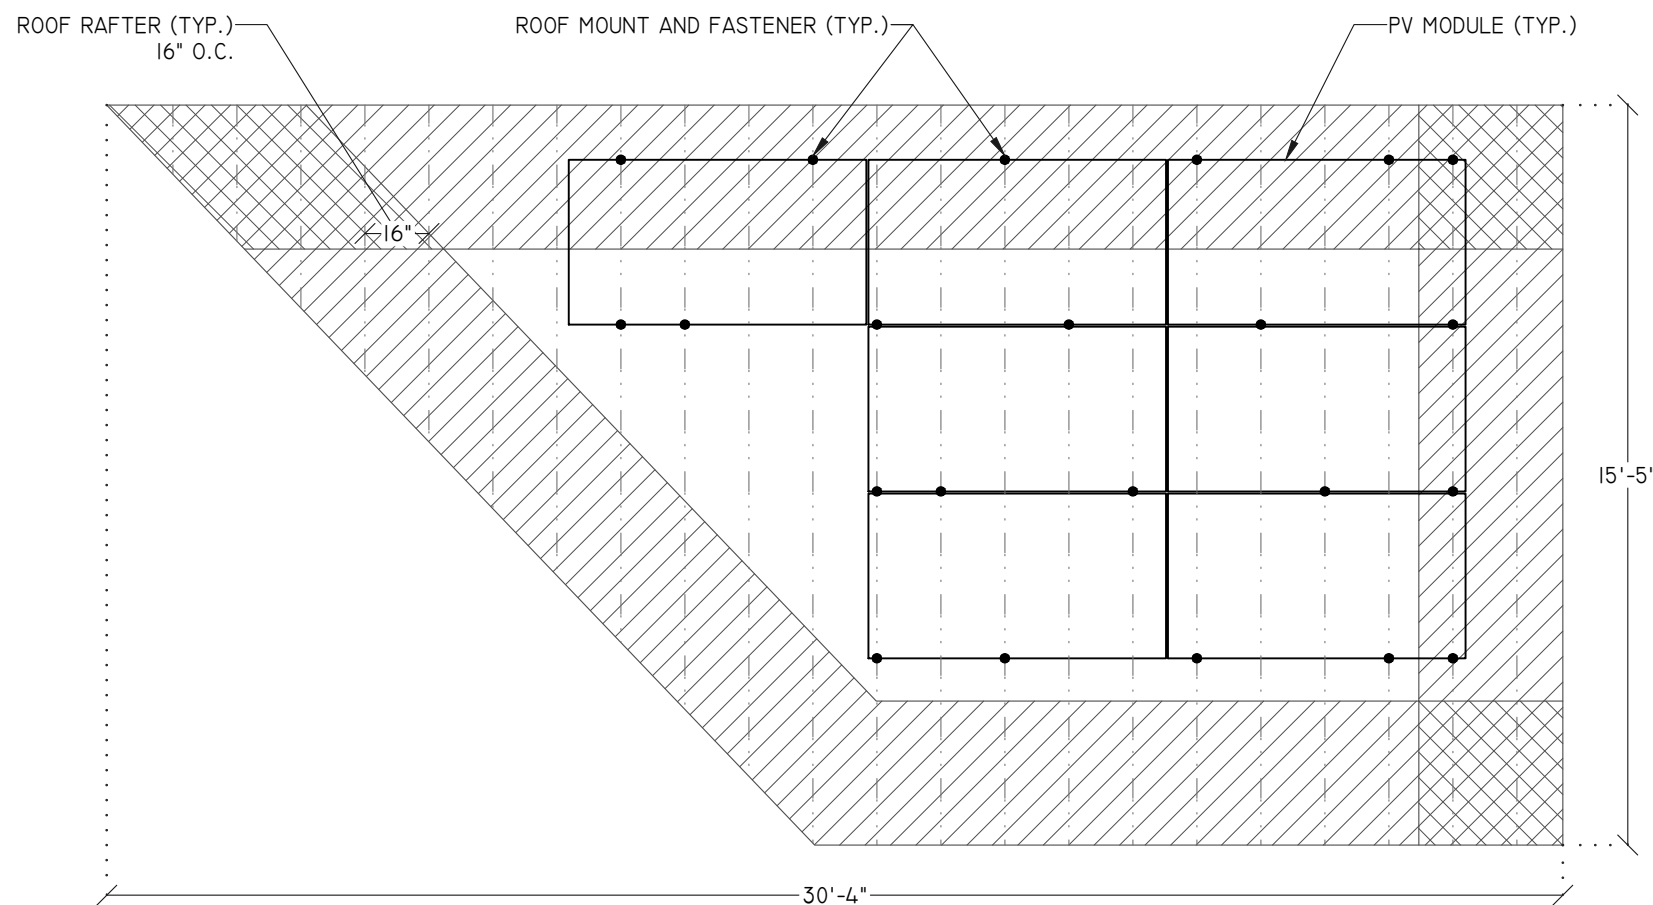 ROOF RAFTER (TYP.)
16" O.C.
ROOF MOUNT AND FASTENER (TYP.)
PV MODULE (TYP.)
16"
15'-5'
30'-4"